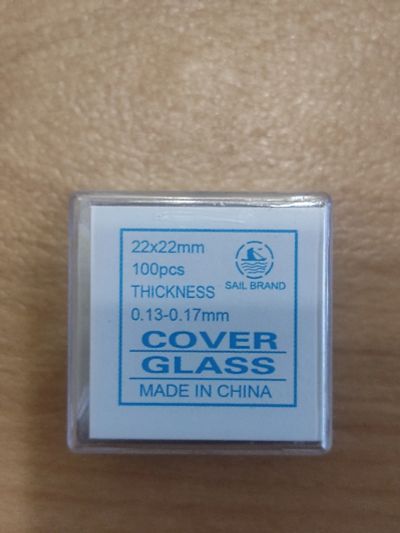 22x22mm
100pcs
SAIL BRAND
THICKNESS
0.13-0.17mm
COVER
GLASS
MADE IN CHINA